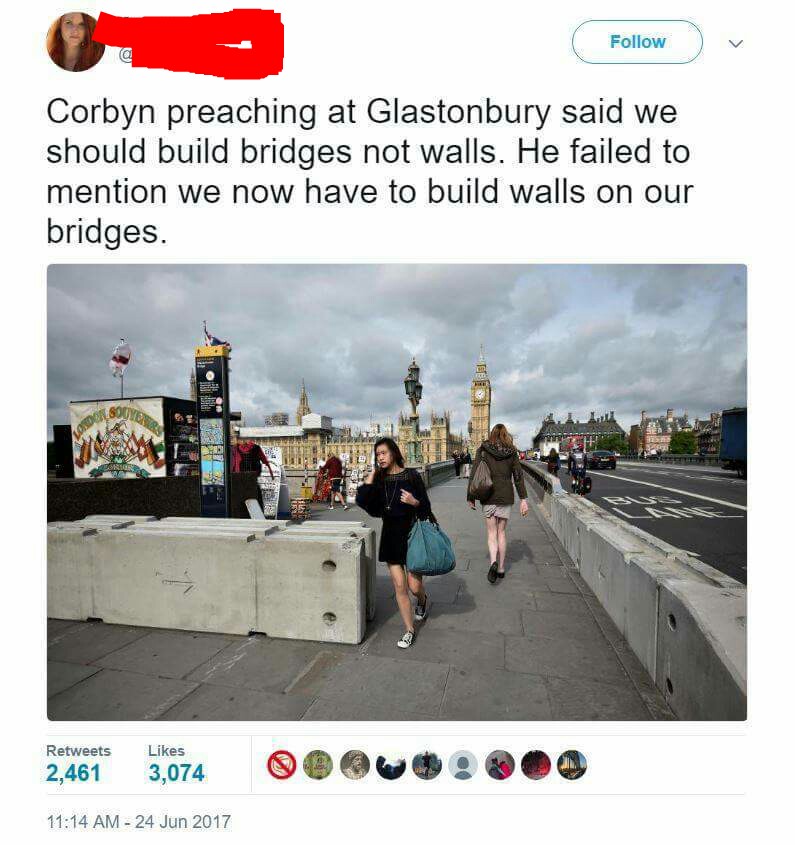 @
Follow
Corbyn preaching at Glastonbury said we
should build bridges not walls. He failed to
mention we now have to build walls on our
bridges.
LONDON SOUVENIRS
BUS
LANE
Retweets
Likes
2,461
3,074
11:14 AM - 24 Jun 2017